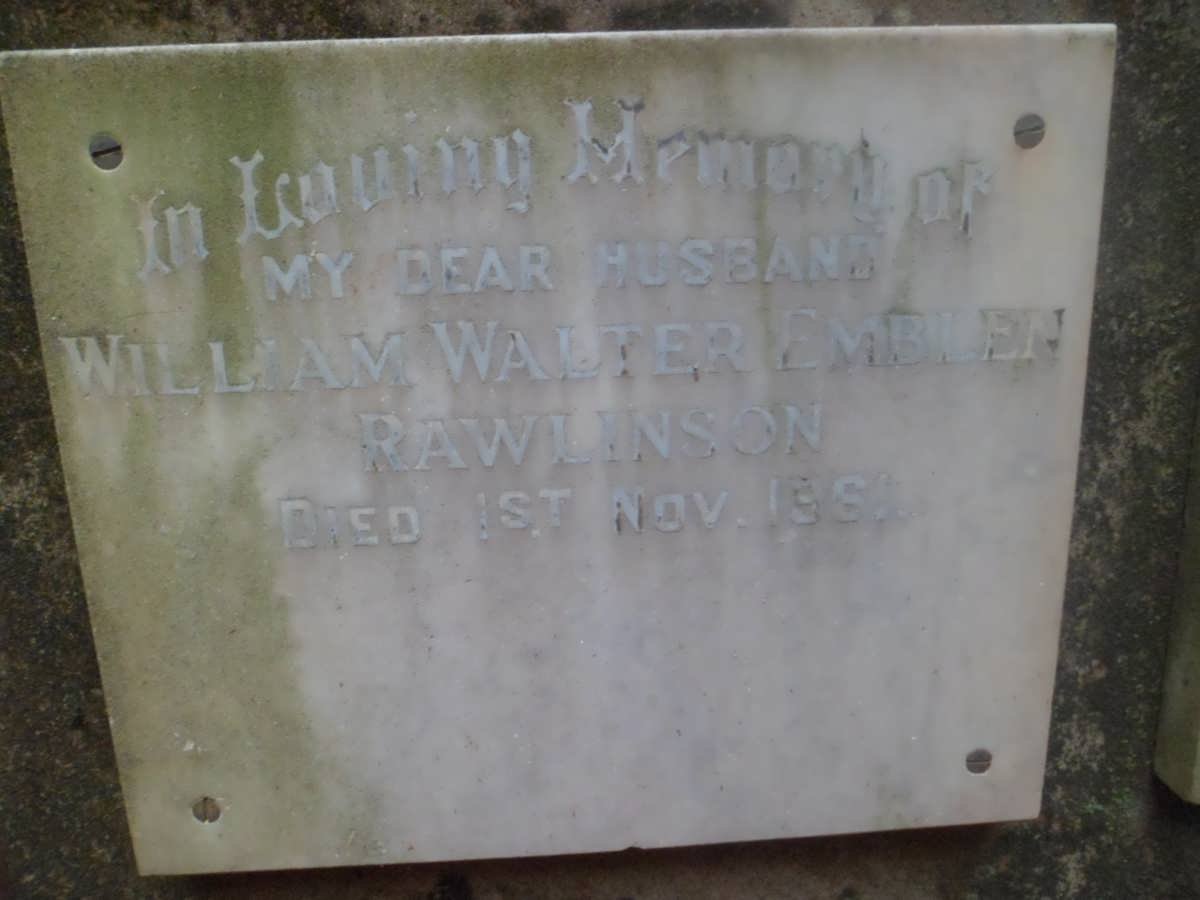 In Loving Memory of
MY DEAR HUSBAND
WILLIAM WALTER EMBLEN
RAWLINSON
DIED 1ST NOV.